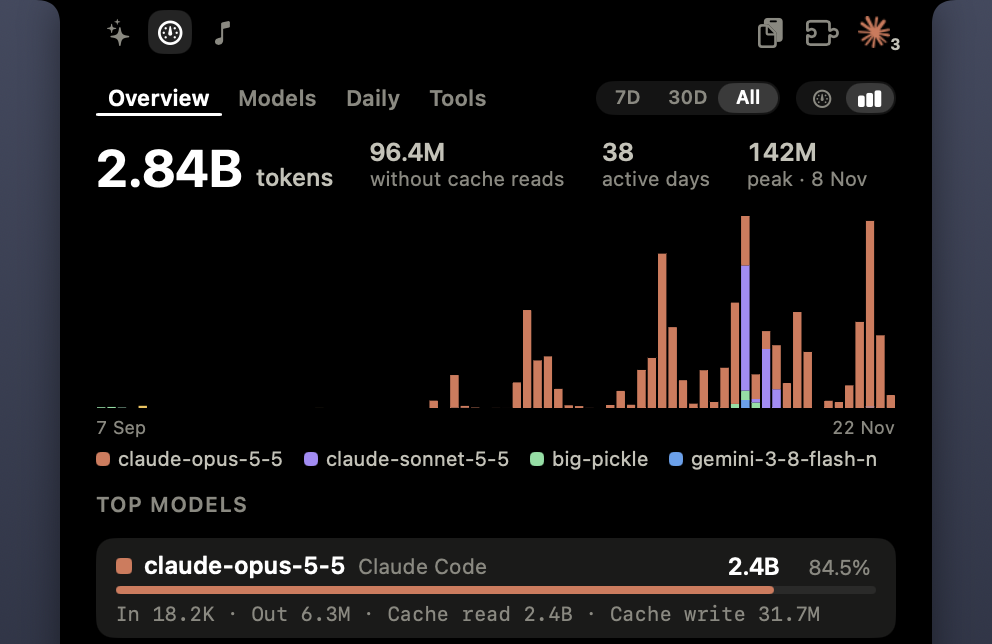 3
Overview Models Daily Tools 7D 30D All
2.84B tokens
96.4M
without cache reads
38
active days
142M
peak · 8 Nov
7 Sep 22 Nov
claude-opus-5-5 claude-sonnet-5-5 big-pickle gemini-3-8-flash-n
TOP MODELS
claude-opus-5-5 Claude Code 2.4B 84.5%
In 18.2K · Out 6.3M · Cache read 2.4B · Cache write 31.7M